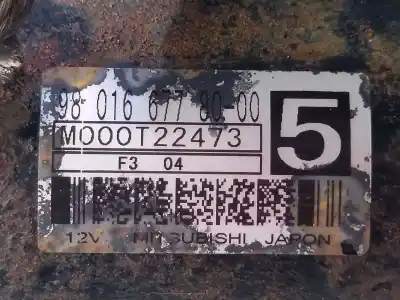 98 016 677 80-00
M000T22473
F3 04
5
12V MITSUBISHI JAPON